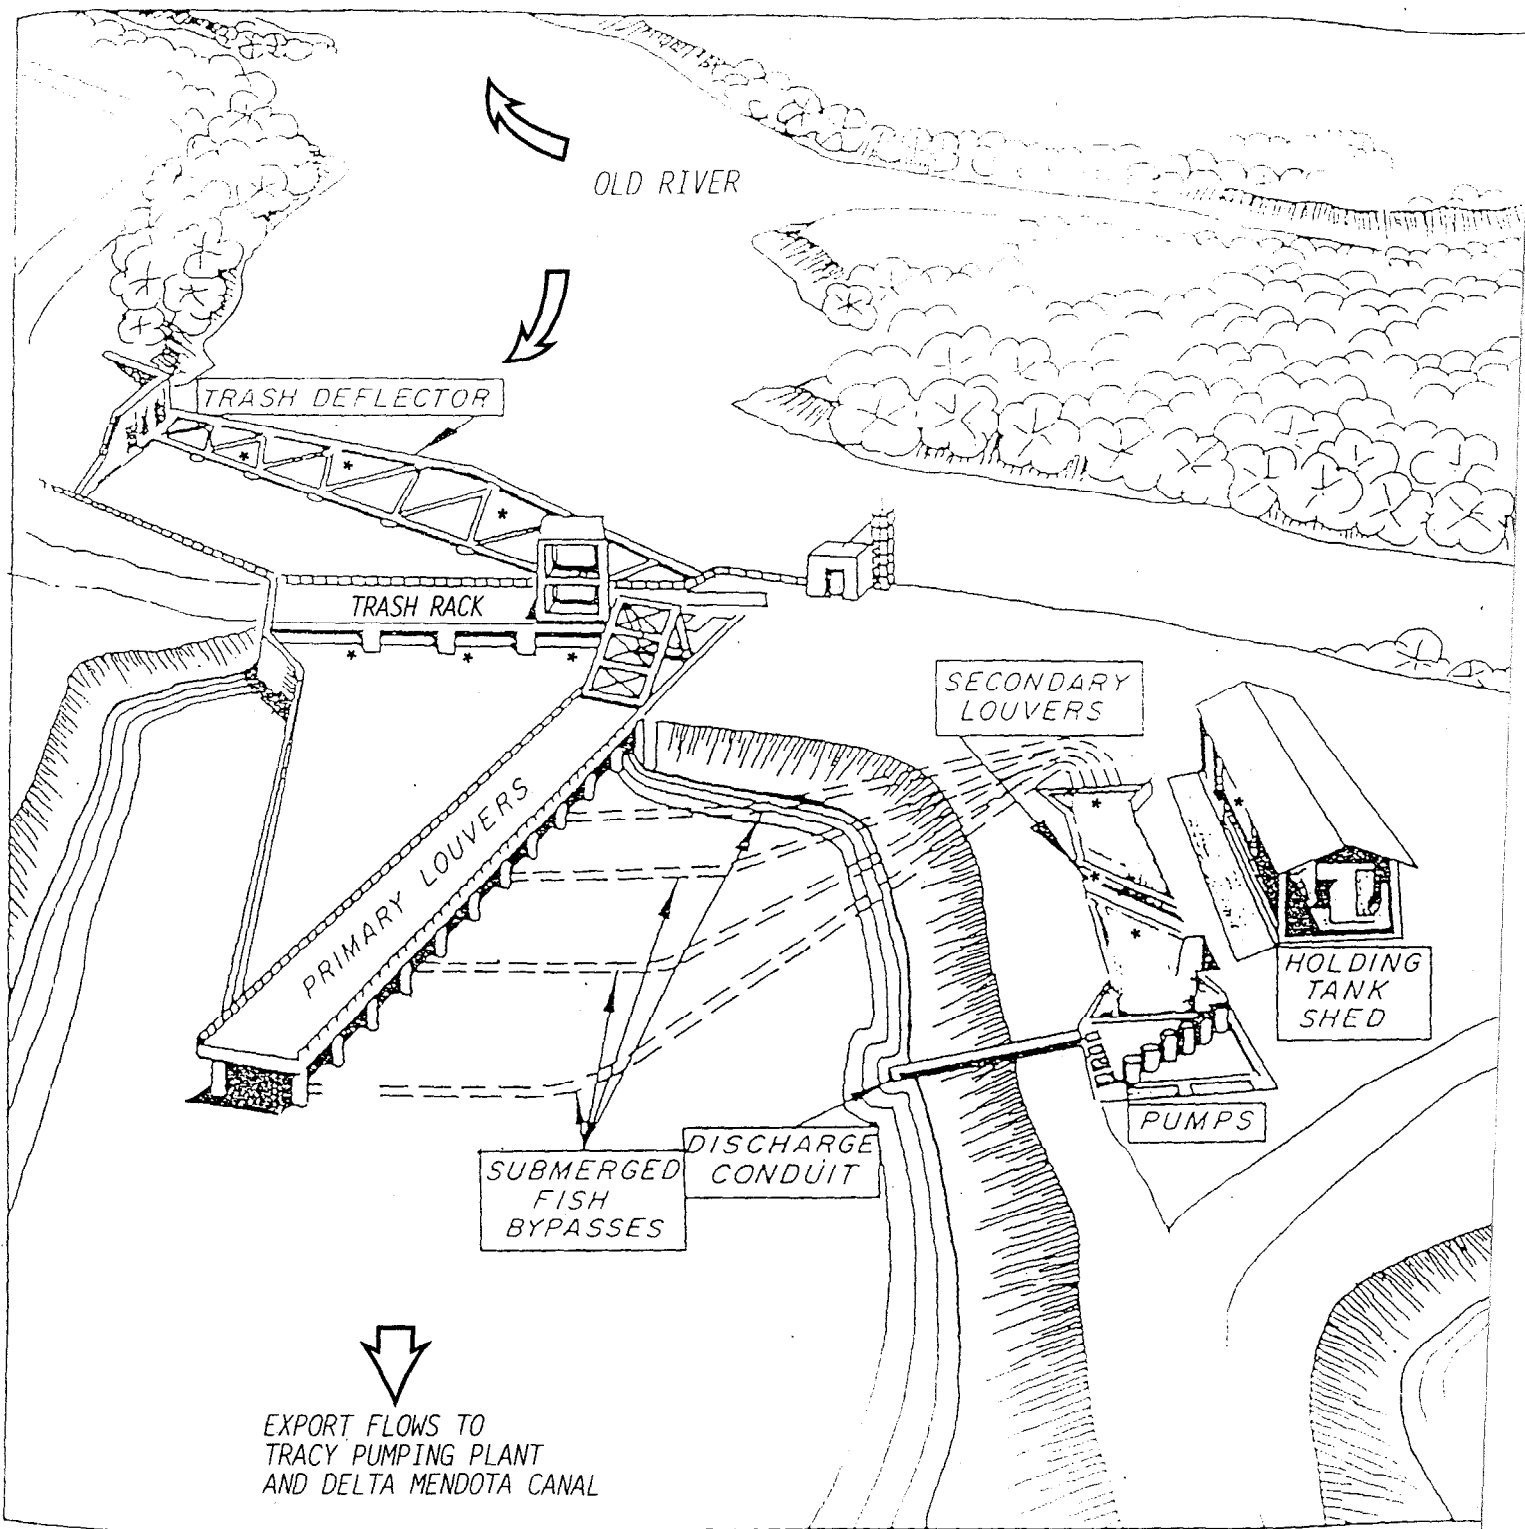 OLD RIVER
TRASH DEFLECTOR
TRASH RACK
SECONDARY
LOUVERS
PRIMARY LOUVERS
HOLDING
TANK
SHED
PUMPS
DISCHARGE
CONDUIT
SUBMERGED
FISH
BYPASSES
EXPORT FLOWS TO
TRACY PUMPING PLANT
AND DELTA MENDOTA CANAL